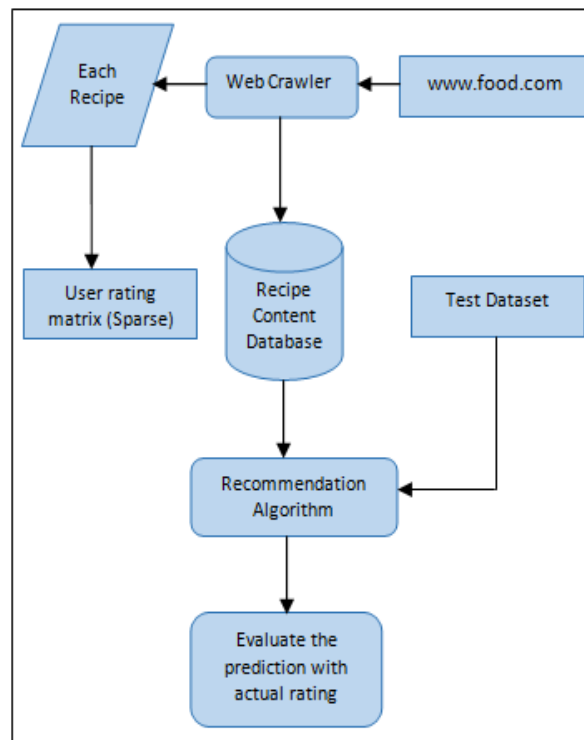 Each
Recipe
Web Crawler
www.food.com
User rating
matrix (Sparse)
Recipe
Content
Database
Test Dataset
Recommendation
Algorithm
Evaluate the
prediction with
actual rating